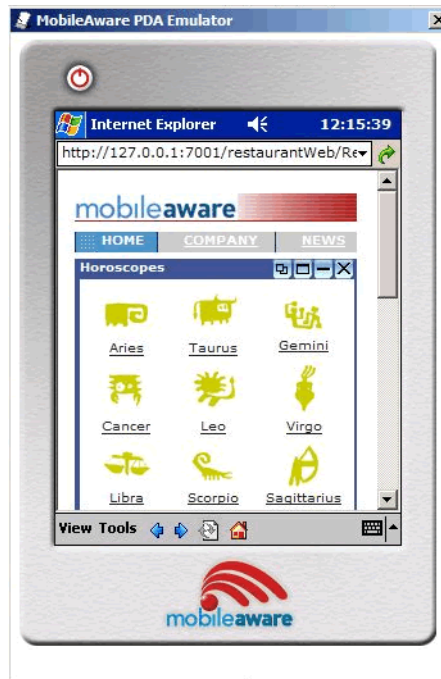 MobileAware PDA Emulator
Internet Explorer 12:15:39
http://127.0.0.1:7001/restaurantWeb/Re
mobileaware
HOME COMPANY NEWS
Horoscopes
Aries Taurus Gemini
Cancer Leo Virgo
Libra Scorpio Sagittarius
View Tools
mobileaware